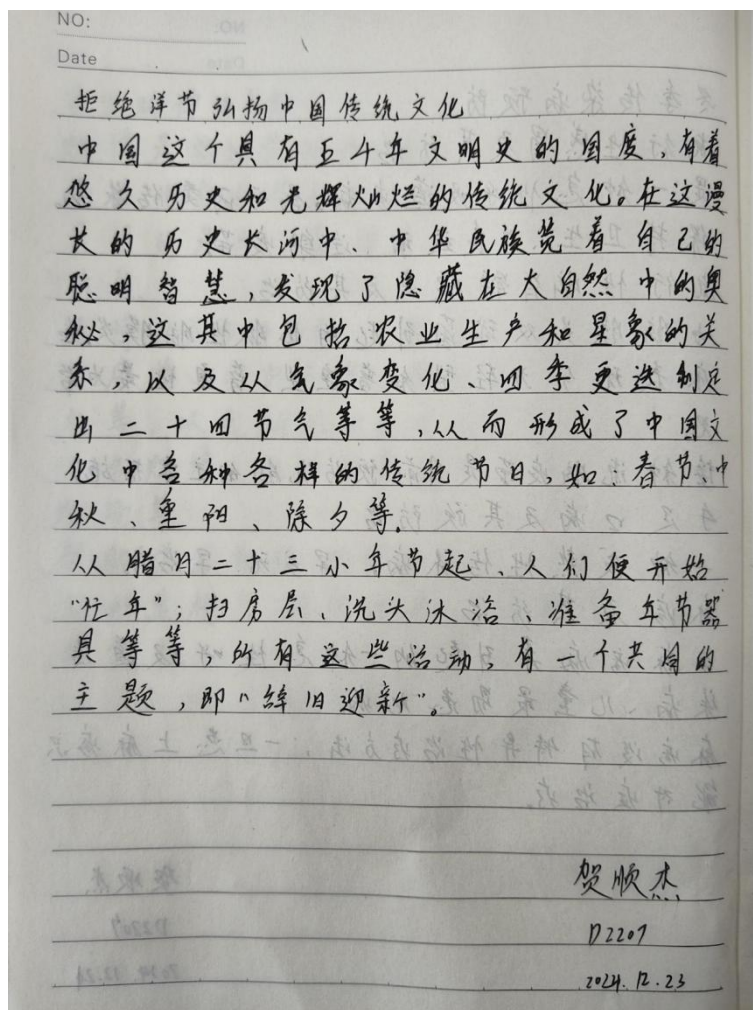 NO:
Date
拒绝洋节弘扬中国传统文化
中国这个具有五千年文明史的国度，有着
悠久历史和光辉灿烂的传统文化。在这漫
长的历史长河中、中华民族凭着自己的
聪明智慧，发现了隐藏在大自然中的奥
秘，这其中包括农业生产和星象的关
系，以及从气象变化、四季更迭制定
出二十四节气等等，从而形成了中国文
化中各种各样的传统节日，如：春节、中
秋、重阳、除夕等。
从腊月二十三小年节起、人们便开始
“忙年”；扫房屋、洗头沐浴、准备年节器
具等等，所有这些活动，有一个共同的
主题，即“辞旧迎新”。
贺顺杰
D2207
2024.12.23